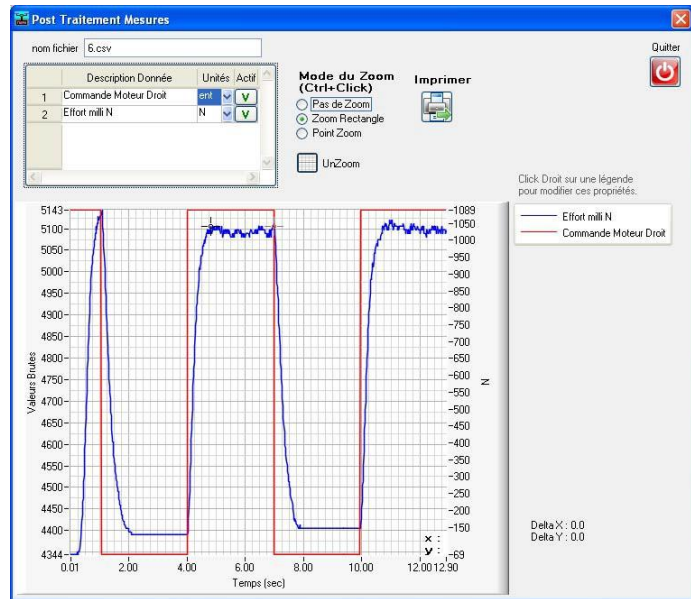 Post Traitement Mesures
nom fichier 6.csv
Quitter
Description Donnée Unités Actif
1 Commande Moteur Droit ent V
2 Effort milli N N V
Mode du Zoom
(Ctrl+Click)
Pas de Zoom
Zoom Rectangle
Point Zoom
UnZoom
Imprimer
Click Droit sur une légende
pour modifier ces propriétés.
Effort milli N
Commande Moteur Droit
Valeurs Brutes
5143
5100
5050
5000
4950
4900
4850
4800
4750
4700
4650
4600
4550
4500
4450
4400
4344
1089
1050
1000
950
900
850
800
750
700
650
600
550
500
450
400
350
300
250
200
150
69
N
x :
y :
0.01 2.00 4.00 6.00 8.00 10.00 12.00 12.90
Temps (sec)
Delta X : 0.0
Delta Y : 0.0